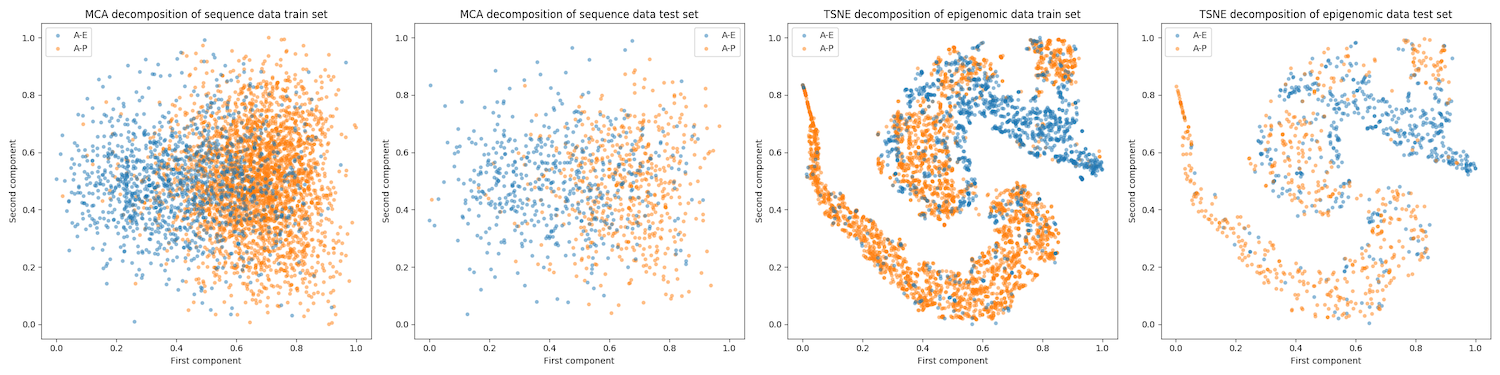 MCA decomposition of sequence data train set
A-E
A-P
1.0
0.8
0.6
0.4
0.2
0.0
Second component
0.0 0.2 0.4 0.6 0.8 1.0
First component
MCA decomposition of sequence data test set
A-E
A-P
1.0
0.8
0.6
0.4
0.2
0.0
Second component
0.0 0.2 0.4 0.6 0.8 1.0
First component
TSNE decomposition of epigenomic data train set
A-E
A-P
1.0
0.8
0.6
0.4
0.2
0.0
Second component
0.0 0.2 0.4 0.6 0.8 1.0
First component
TSNE decomposition of epigenomic data test set
A-E
A-P
1.0
0.8
0.6
0.4
0.2
0.0
Second component
0.0 0.2 0.4 0.6 0.8 1.0
First component